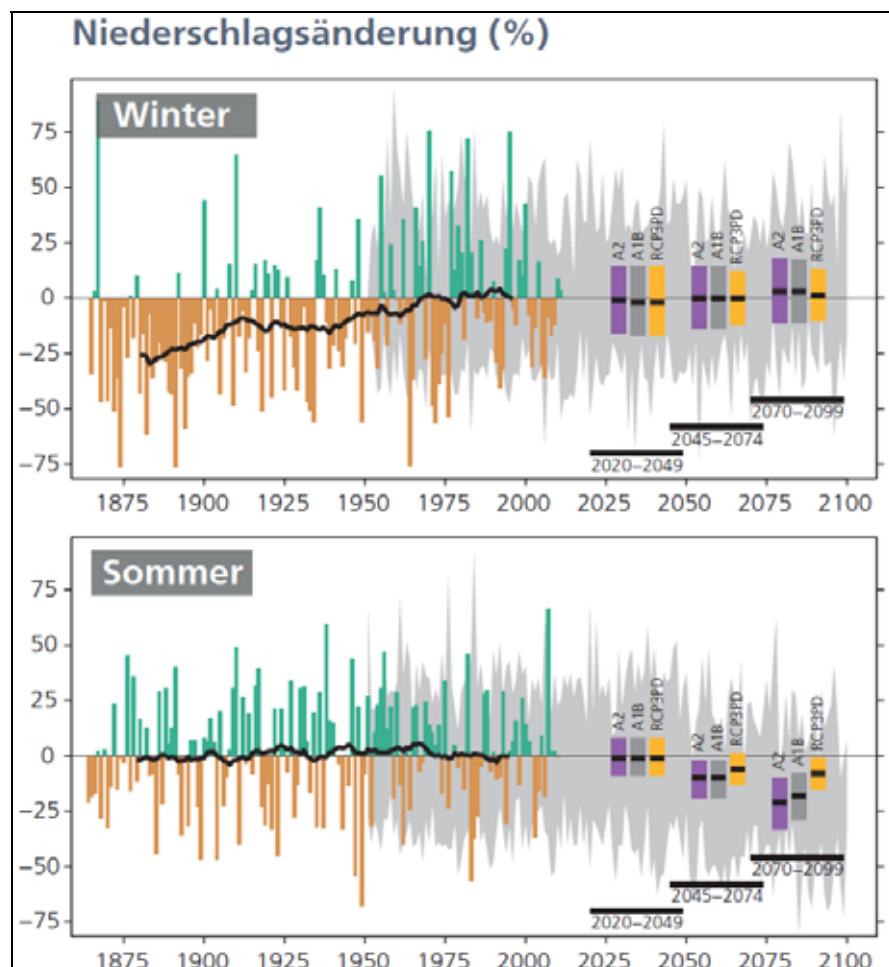 Niederschlagsänderung (%)
Winter
75
50
25
0
−25
−50
−75
A2
A1B
RCP3PD
A2
A1B
RCP3PD
A2
A1B
RCP3PD
2070–2099
2045–2074
2020–2049
1875 1900 1925 1950 1975 2000 2025 2050 2075 2100
Sommer
75
50
25
0
−25
−50
−75
A2
A1B
RCP3PD
A2
A1B
RCP3PD
A2
A1B
RCP3PD
2070–2099
2045–2074
2020–2049
1875 1900 1925 1950 1975 2000 2025 2050 2075 2100